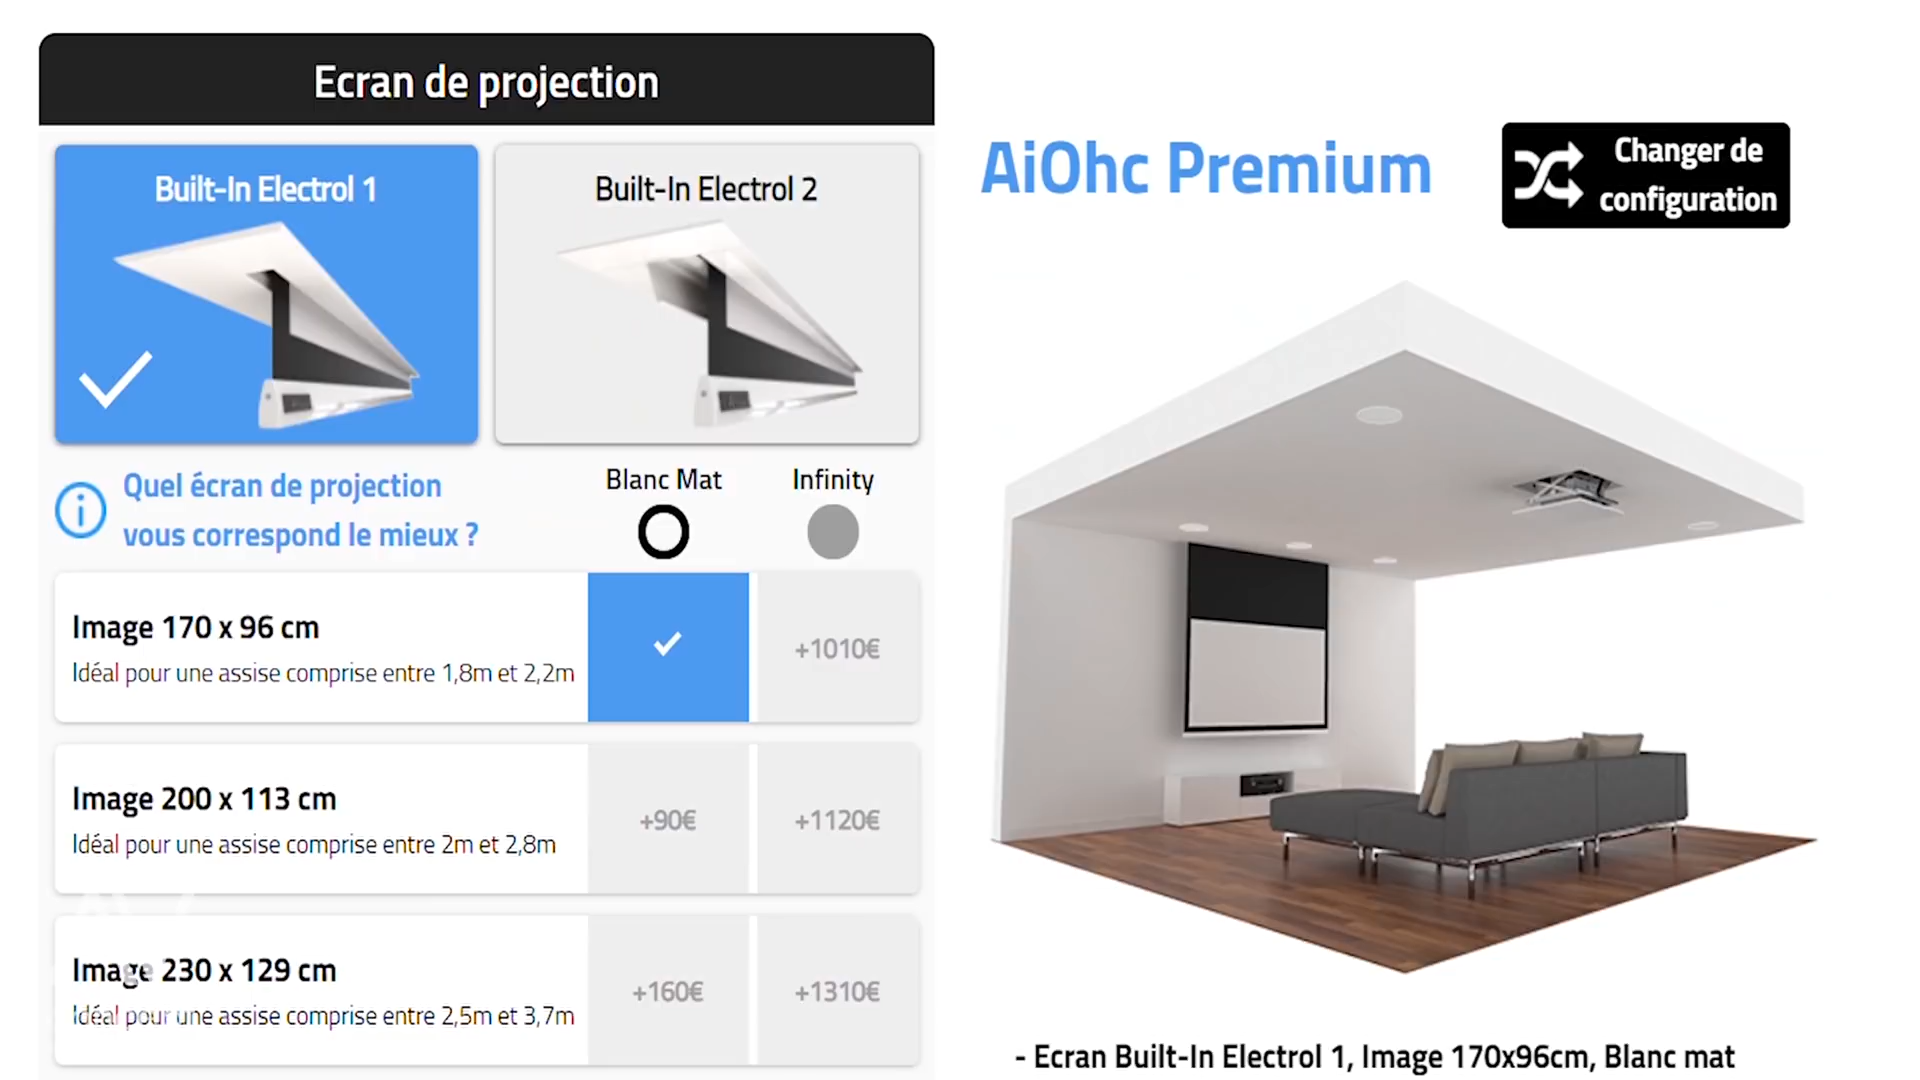 Ecran de projection
Built-In Electrol 1
Built-In Electrol 2
Quel écran de projection
vous correspond le mieux ?
Blanc Mat
Infinity
Image 170 x 96 cm
Idéal pour une assise comprise entre 1,8m et 2,2m
+1010€
Image 200 x 113 cm
Idéal pour une assise comprise entre 2m et 2,8m
+90€
+1120€
Image 230 x 129 cm
Idéal pour une assise comprise entre 2,5m et 3,7m
+160€
+1310€
AiOhc Premium
Changer de
configuration
- Ecran Built-In Electrol 1, Image 170x96cm, Blanc mat